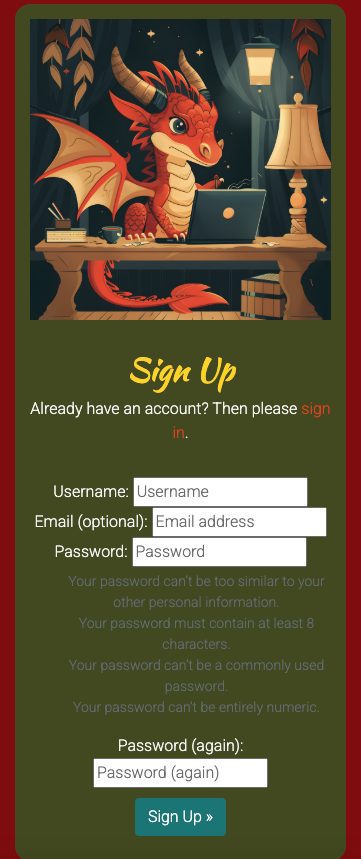 Sign Up
Already have an account? Then please sign
in.
Username: Username
Email (optional): Email address
Password: Password
Your password can't be too similar to your
other personal information.
Your password must contain at least 8
characters.
Your password can't be a commonly used
password.
Your password can't be entirely numeric.
Password (again):
Password (again)
Sign Up »